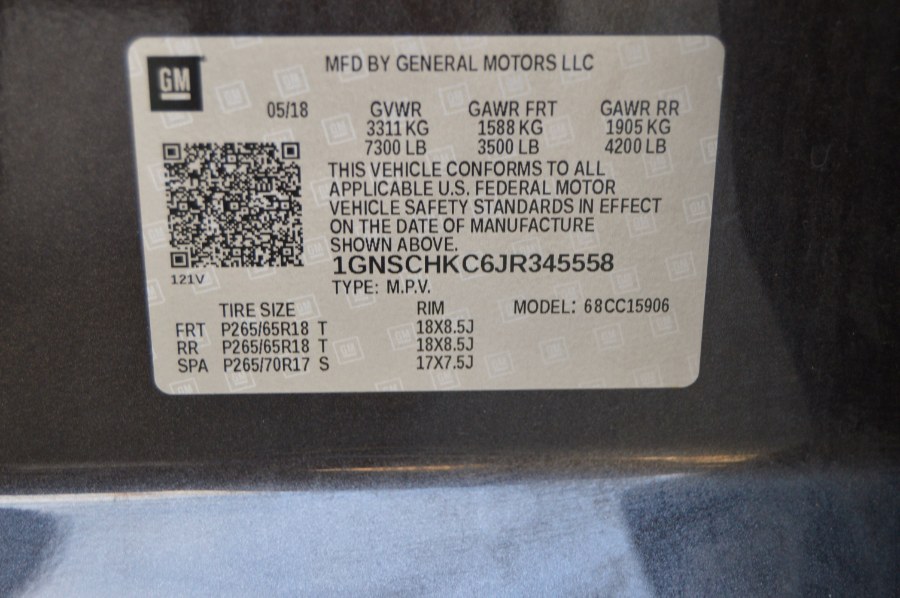 GM
MFD BY GENERAL MOTORS LLC
05/18 GVWR GAWR FRT GAWR RR
3311 KG 1588 KG 1905 KG
7300 LB 3500 LB 4200 LB
THIS VEHICLE CONFORMS TO ALL
APPLICABLE U.S. FEDERAL MOTOR
VEHICLE SAFETY STANDARDS IN EFFECT
ON THE DATE OF MANUFACTURE
SHOWN ABOVE.
1GNSCHKC6JR345558
121V
TYPE: M.P.V.
TIRE SIZE RIM MODEL: 68CC15906
FRT P265/65R18 T 18X8.5J
RR P265/65R18 T 18X8.5J
SPA P265/70R17 S 17X7.5J